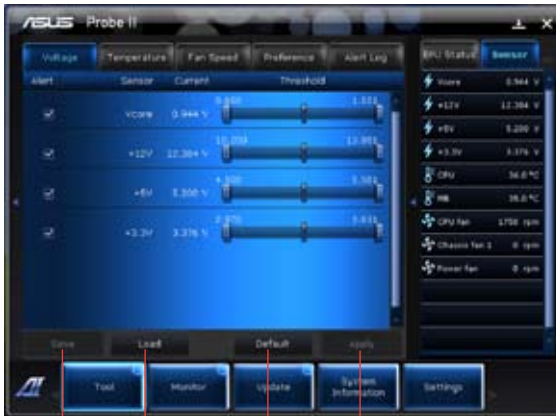 ASUS Probe II
Voltage Temperature Fan Speed Preference Alert Log EPU Status Sensor
Alert Sensor Current Threshold
Vcore 0.944 V
+12V 12.384 V
+5V 5.200 V
+3.3V 3.376 V
Vcore 0.944 V
+12V 12.384 V
+5V 5.200 V
+3.3V 3.376 V
CPU
MB
CPU Fan 1758 rpm
Chassis Fan 1 0 rpm
Power Fan 0 rpm
Save Load Default Apply
Tool Monitor Update System Information Settings